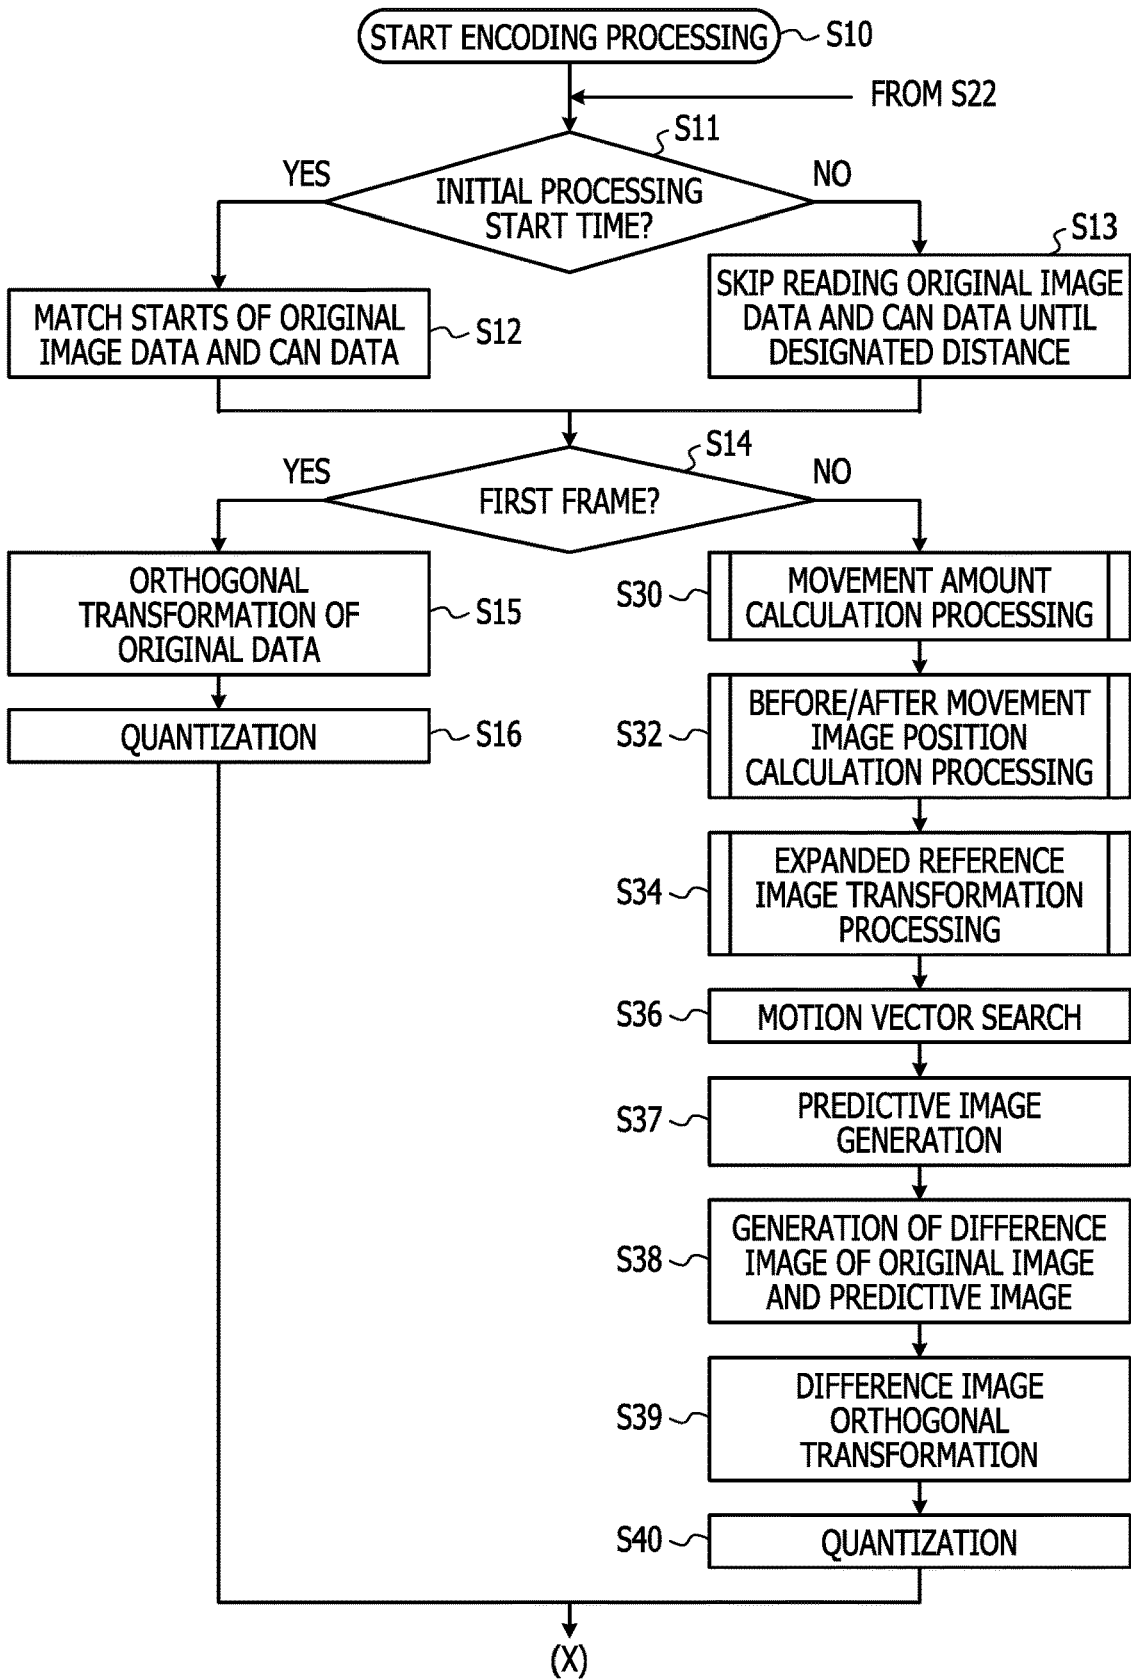 START ENCODING PROCESSING
S10
FROM S22
S11
YES
NO
INITIAL PROCESSING
START TIME?
S13
MATCH STARTS OF ORIGINAL
IMAGE DATA AND CAN DATA
S12
SKIP READING ORIGINAL IMAGE
DATA AND CAN DATA UNTIL
DESIGNATED DISTANCE
S14
YES
NO
FIRST FRAME?
ORTHOGONAL
TRANSFORMATION OF
ORIGINAL DATA
S15
QUANTIZATION
S16
S30
MOVEMENT AMOUNT
CALCULATION PROCESSING
S32
BEFORE/AFTER MOVEMENT
IMAGE POSITION
CALCULATION PROCESSING
S34
EXPANDED REFERENCE
IMAGE TRANSFORMATION
PROCESSING
S36
MOTION VECTOR SEARCH
S37
PREDICTIVE IMAGE
GENERATION
S38
GENERATION OF DIFFERENCE
IMAGE OF ORIGINAL IMAGE
AND PREDICTIVE IMAGE
S39
DIFFERENCE IMAGE
ORTHOGONAL
TRANSFORMATION
S40
QUANTIZATION
(X)